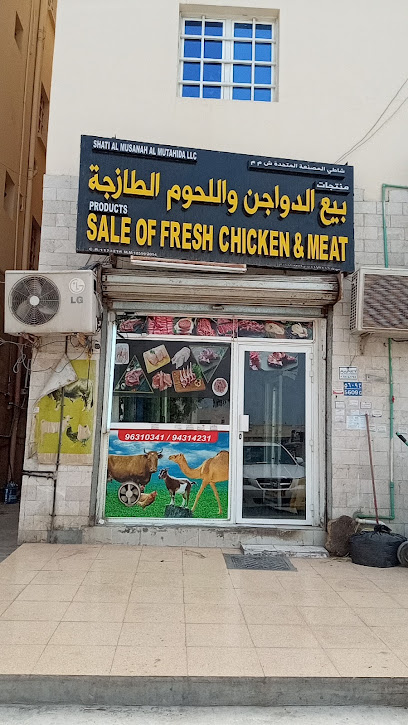 SHATI AL MUSANAH AL MUTAHIDA LLC
شاطي المصنعة المتحدة ش م م
منتجات
بيع الدواجن واللحوم الطازجة
PRODUCTS
SALE OF FRESH CHICKEN & MEAT
LG
96310341 / 94314231